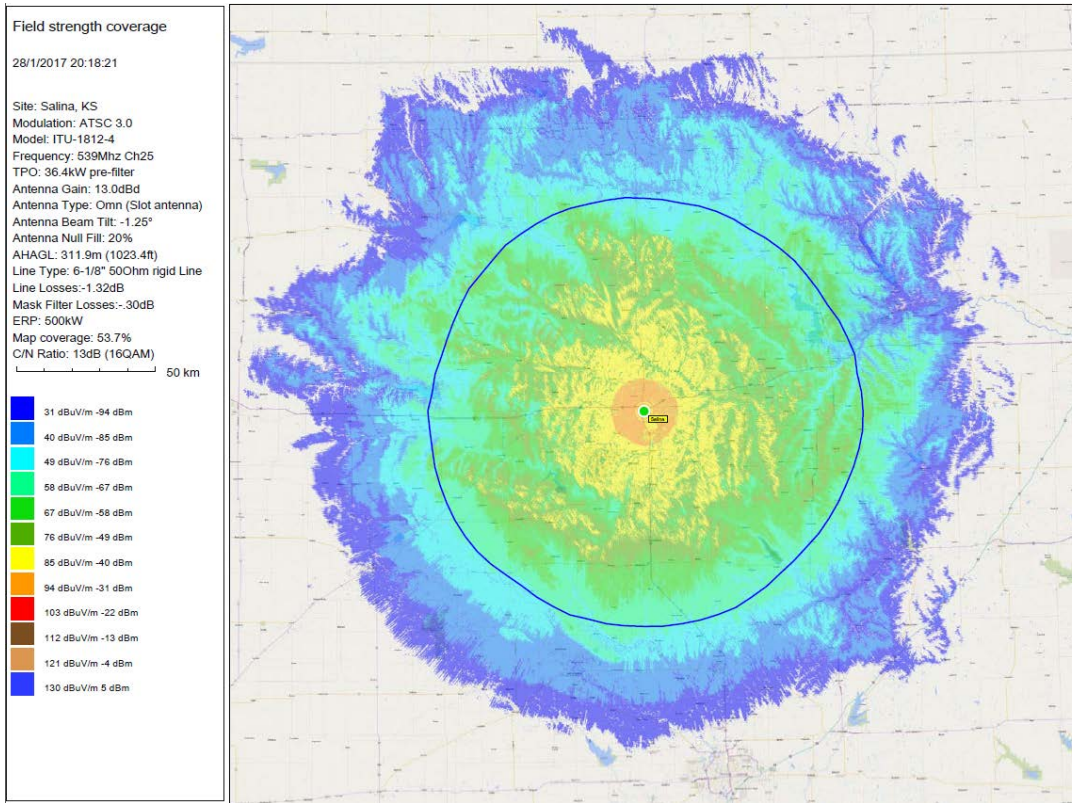 Field strength coverage
28/1/2017 20:18:21
Site: Salina, KS
Modulation: ATSC 3.0
Model: ITU-1812-4
Frequency: 539Mhz Ch25
TPO: 36.4kW pre-filter
Antenna Gain: 13.0dBd
Antenna Type: Omn (Slot antenna)
Antenna Beam Tilt: -1.25°
Antenna Null Fill: 20%
AHAGL: 311.9m (1023.4ft)
Line Type: 6-1/8" 50Ohm rigid Line
Line Losses:-1.32dB
Mask Filter Losses:-.30dB
ERP: 500kW
Map coverage: 53.7%
C/N Ratio: 13dB (16QAM)
50 km
31 dBuV/m -94 dBm
40 dBuV/m -85 dBm
49 dBuV/m -76 dBm
58 dBuV/m -67 dBm
67 dBuV/m -58 dBm
76 dBuV/m -49 dBm
85 dBuV/m -40 dBm
94 dBuV/m -31 dBm
103 dBuV/m -22 dBm
112 dBuV/m -13 dBm
121 dBuV/m -4 dBm
130 dBuV/m 5 dBm
Salina